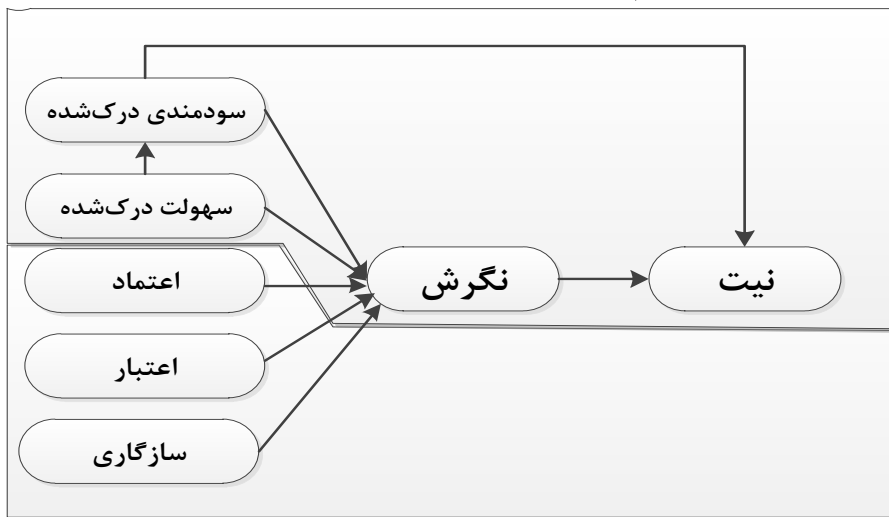 سودمندی درک‌شده
سهولت درک‌شده
اعتماد
نگرش
نیت
اعتبار
سازگاری